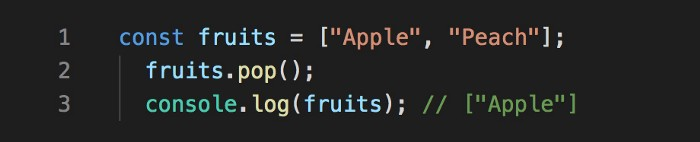 1 const fruits = ["Apple", "Peach"];
2 fruits.pop();
3 console.log(fruits); // ["Apple"]